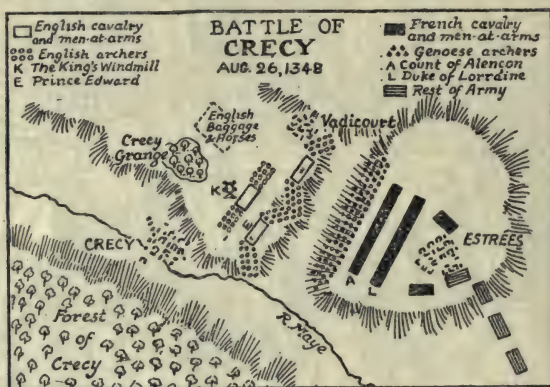 English cavalry
and men-at-arms
English archers
K The King's Windmill
E Prince Edward
BATTLE OF
CRECY
AUG. 26, 1348
French cavalry
and men-at-arms
Genoese archers
A Count of Alençon
L Duke of Lorraine
Rest of Army
English
Baggage
& Horses
Vadicourt
Crecy
Grange
K
E
CRECY
ESTREES
A
L
R. Maye
Forest
of
Crecy